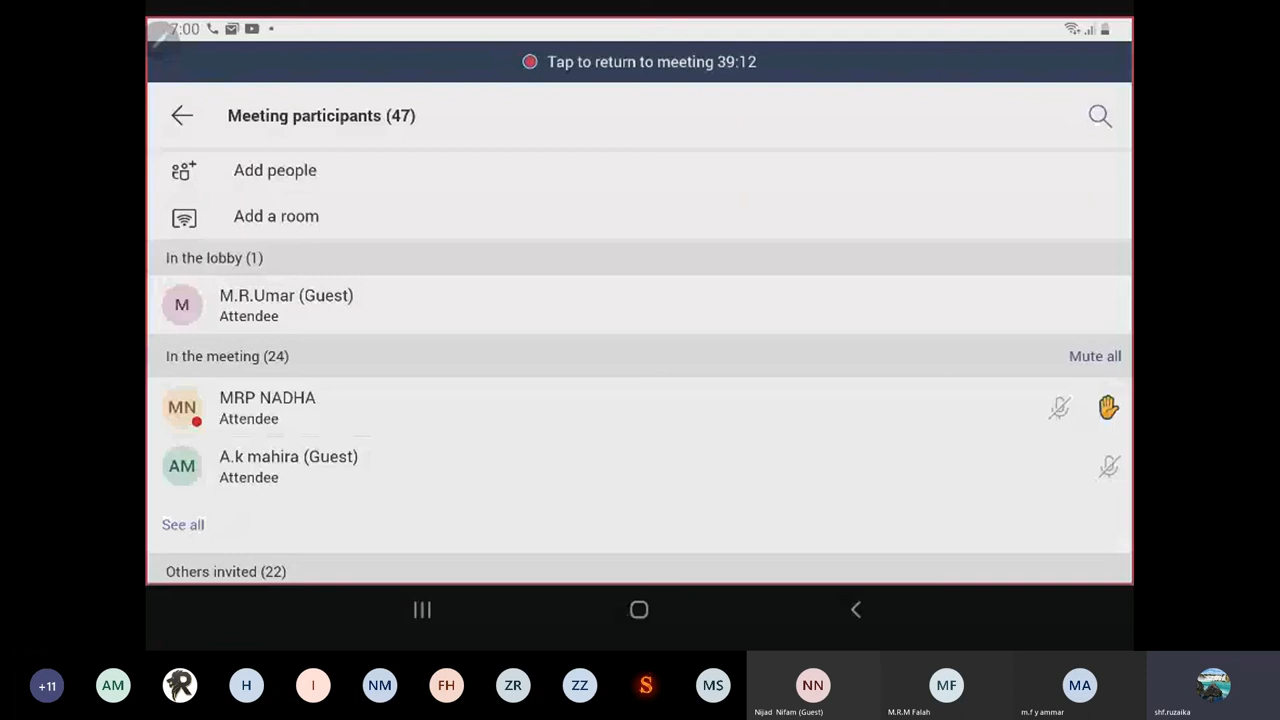 7:00
Tap to return to meeting 39:12
Meeting participants (47)
Add people
Add a room
In the lobby (1)
M
M.R.Umar (Guest)
Attendee
In the meeting (24)
Mute all
MN
MRP NADHA
Attendee
AM
A.k mahira (Guest)
Attendee
See all
Others invited (22)
+11
AM
R
H
I
NM
FH
ZR
ZZ
S
MS
NN
MF
MA
Nijad Nifam (Guest)
M.R.M Falah
m.f y ammar
shf.ruzaika